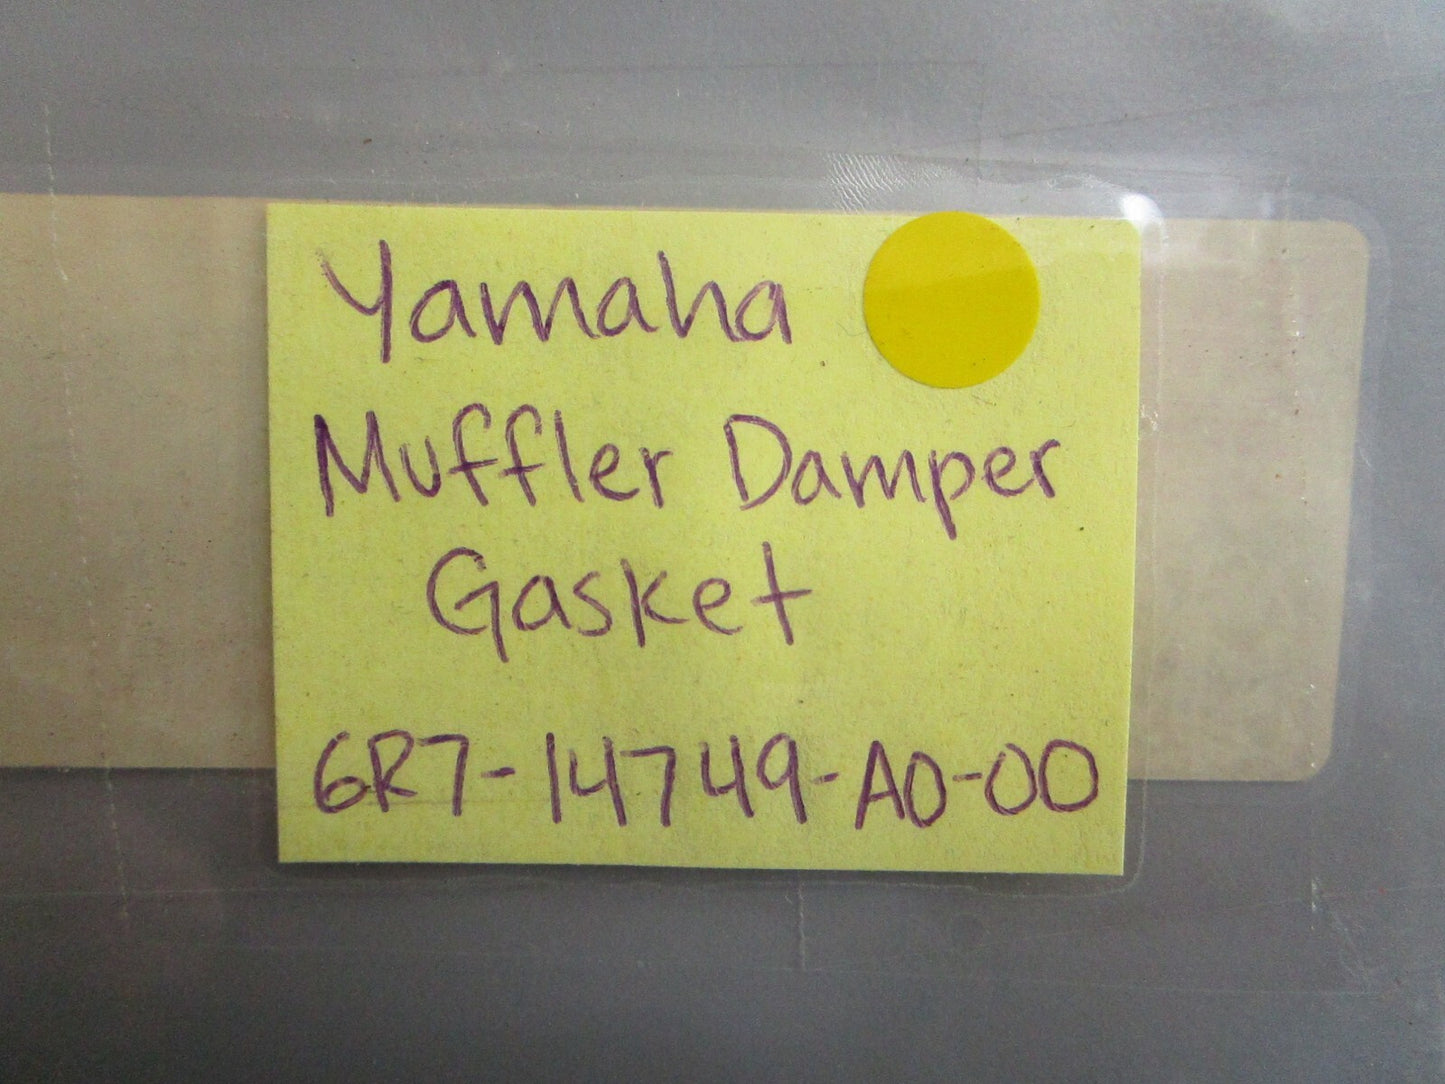 Yamaha
Muffler Damper
Gasket
6R7-14749-A0-00